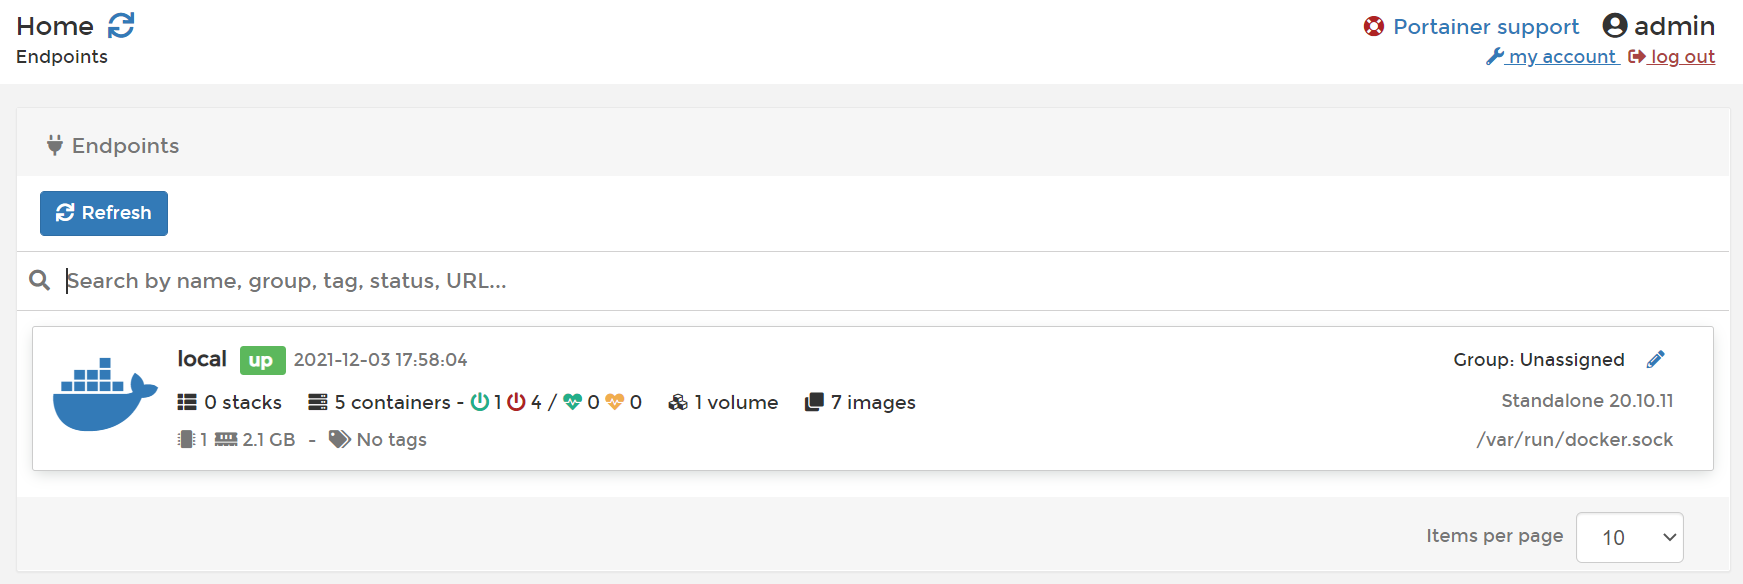 Home
Endpoints
Portainer support
admin
my account
log out
Endpoints
Refresh
Search by name, group, tag, status, URL...
local up 2021-12-03 17:58:04
Group: Unassigned
0 stacks 5 containers - 1 4 / 0 0 1 volume 7 images
Standalone 20.10.11
1 2.1 GB - No tags
/var/run/docker.sock
Items per page 10